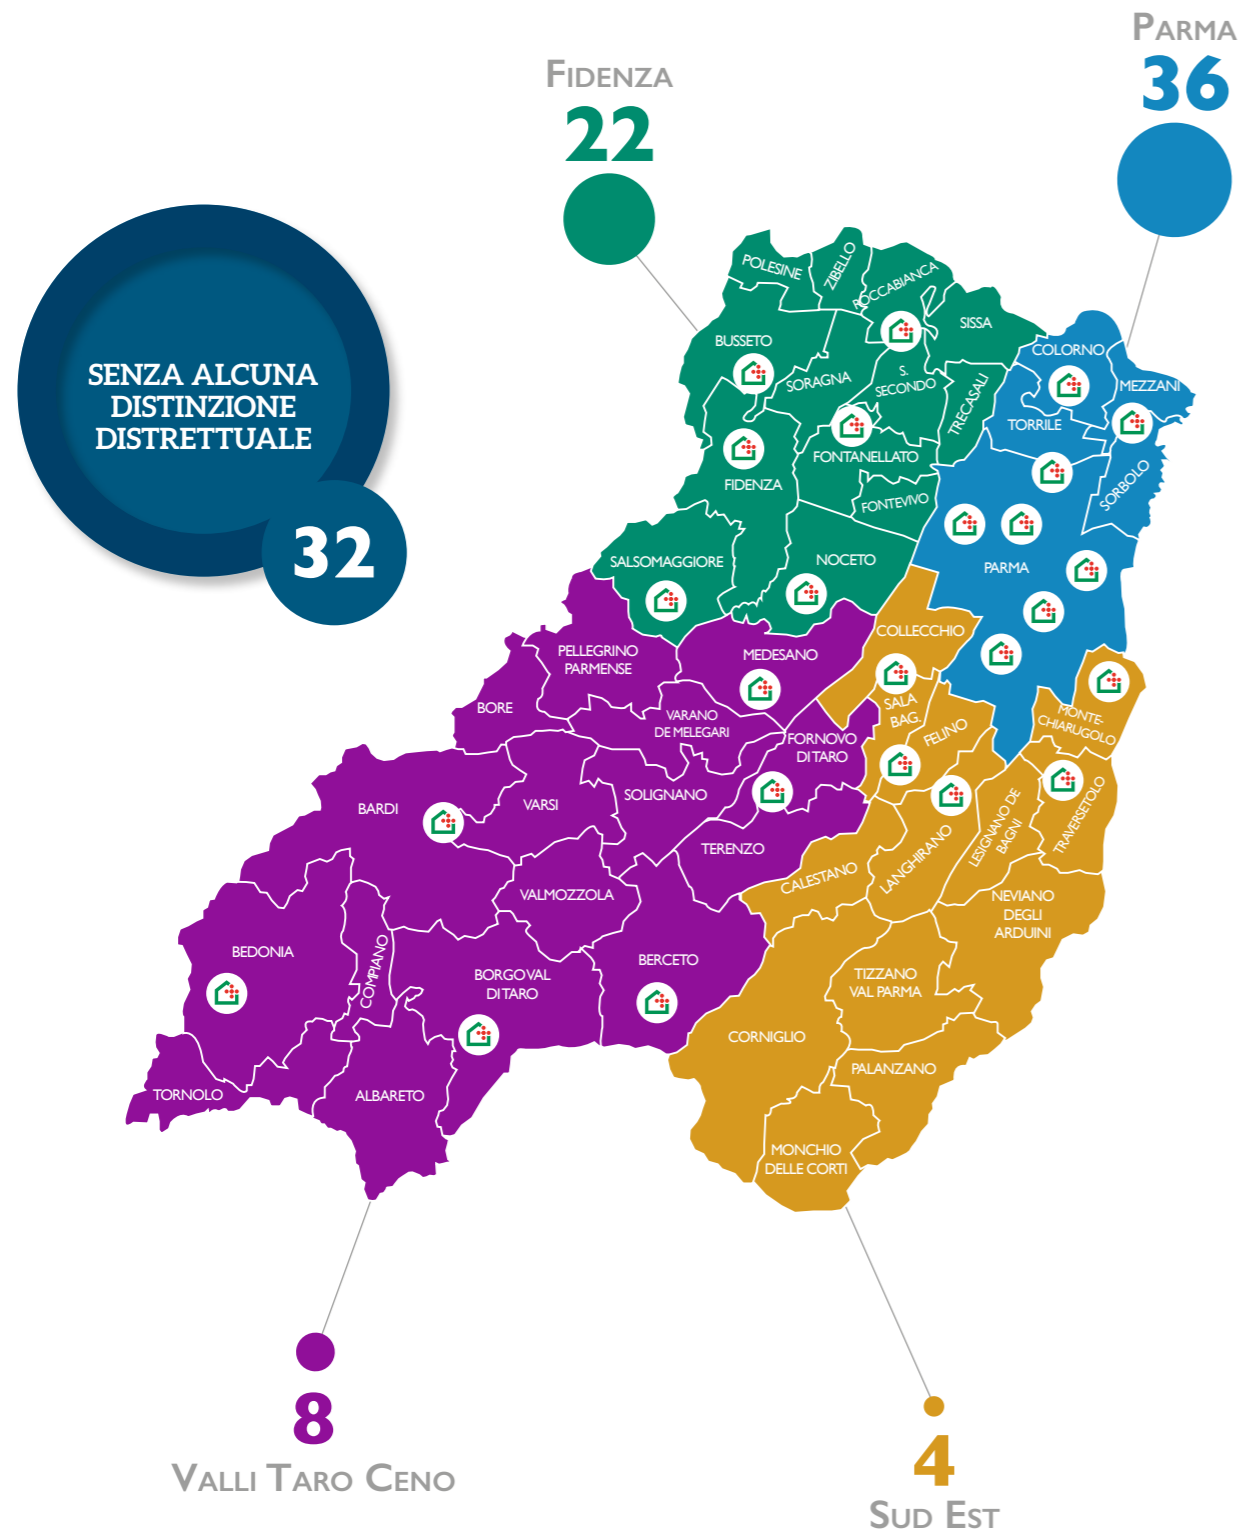 PARMA
36
FIDENZA
22
SENZA ALCUNA
DISTINZIONE
DISTRETTUALE
32
POLESINE
ZIBELLO
ROCCABIANCA
SISSA
BUSSETO
SORAGNA
S.
SECONDO
TRECASALI
COLORNO
MEZZANI
TORRILE
SORBOLO
FONTANELLATO
FIDENZA
FONTEVIVO
SALSOMAGGIORE
NOCETO
PARMA
COLLECCHIO
PELLEGRINO
PARMENSE
MEDESANO
BORE
VARANO
DE MELEGARI
SALA
BAG.
FELINO
MONTE-
CHIARUGOLO
FORNOVO
DI TARO
BARDI
VARSI
SOLIGNANO
TERENZO
CALESTANO
LANGHIRANO
LESIGNANO DE
BAGNI
TRAVERSETOLO
VALMOZZOLA
NEVIANO
DEGLI
ARDUINI
BEDONIA
COMPIANO
BORGO VAL
DI TARO
BERCETO
TIZZANO
VAL PARMA
CORNIGLIO
PALANZANO
TORNOLO
ALBARETO
MONCHIO
DELLE CORTI
8
VALLI TARO CENO
4
SUD EST